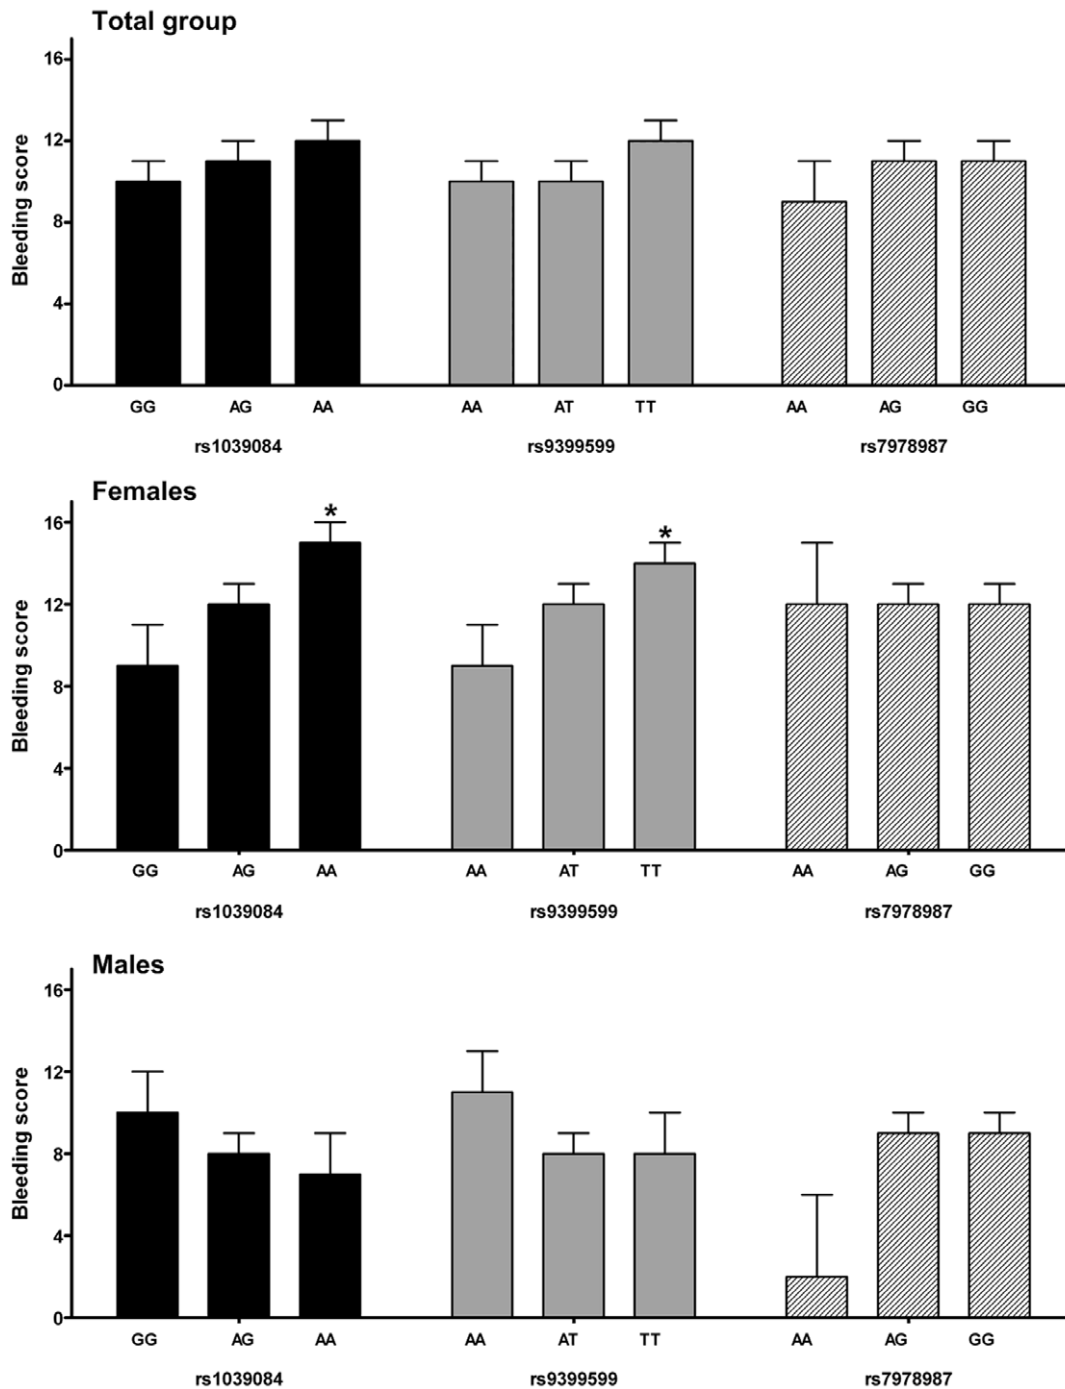 Total group
16
12
8
4
0
Bleeding score
GG AG AA AA AT TT AA AG GG
rs1039084 rs9399599 rs7978987
Females
16
12
8
4
0
Bleeding score
* *
GG AG AA AA AT TT AA AG GG
rs1039084 rs9399599 rs7978987
Males
16
12
8
4
0
Bleeding score
GG AG AA AA AT TT AA AG GG
rs1039084 rs9399599 rs7978987